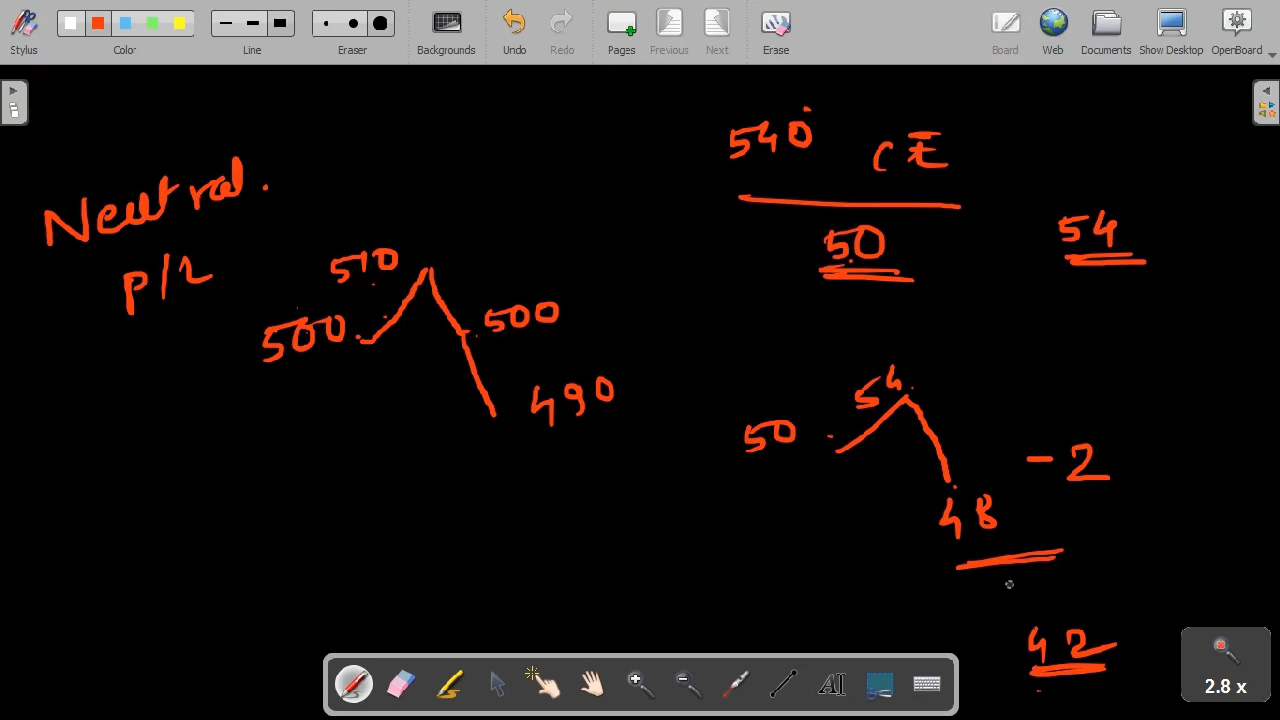 Stylus
Color
Line
Eraser
Backgrounds
Undo
Redo
Pages
Previous
Next
Erase
Board
Web
Documents
Show Desktop
OpenBoard
Neutral.
P/2
510
500
500
490
540 CE
50
54
54
50
48
-2
42
2.8 x